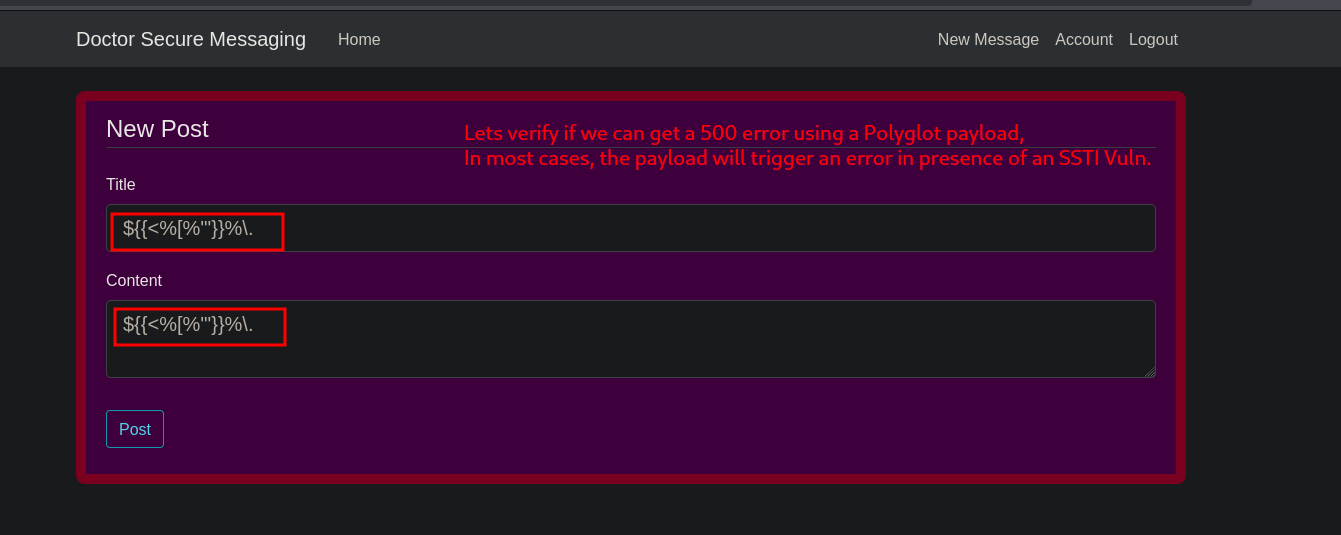 Doctor Secure Messaging Home New Message Account Logout
New Post
Lets verify if we can get a 500 error using a Polyglot payload,
In most cases, the payload will trigger an error in presence of an SSTI Vuln.
Title
${{<%[%'"}}%\.
Content
${{<%[%'"}}%\.
Post